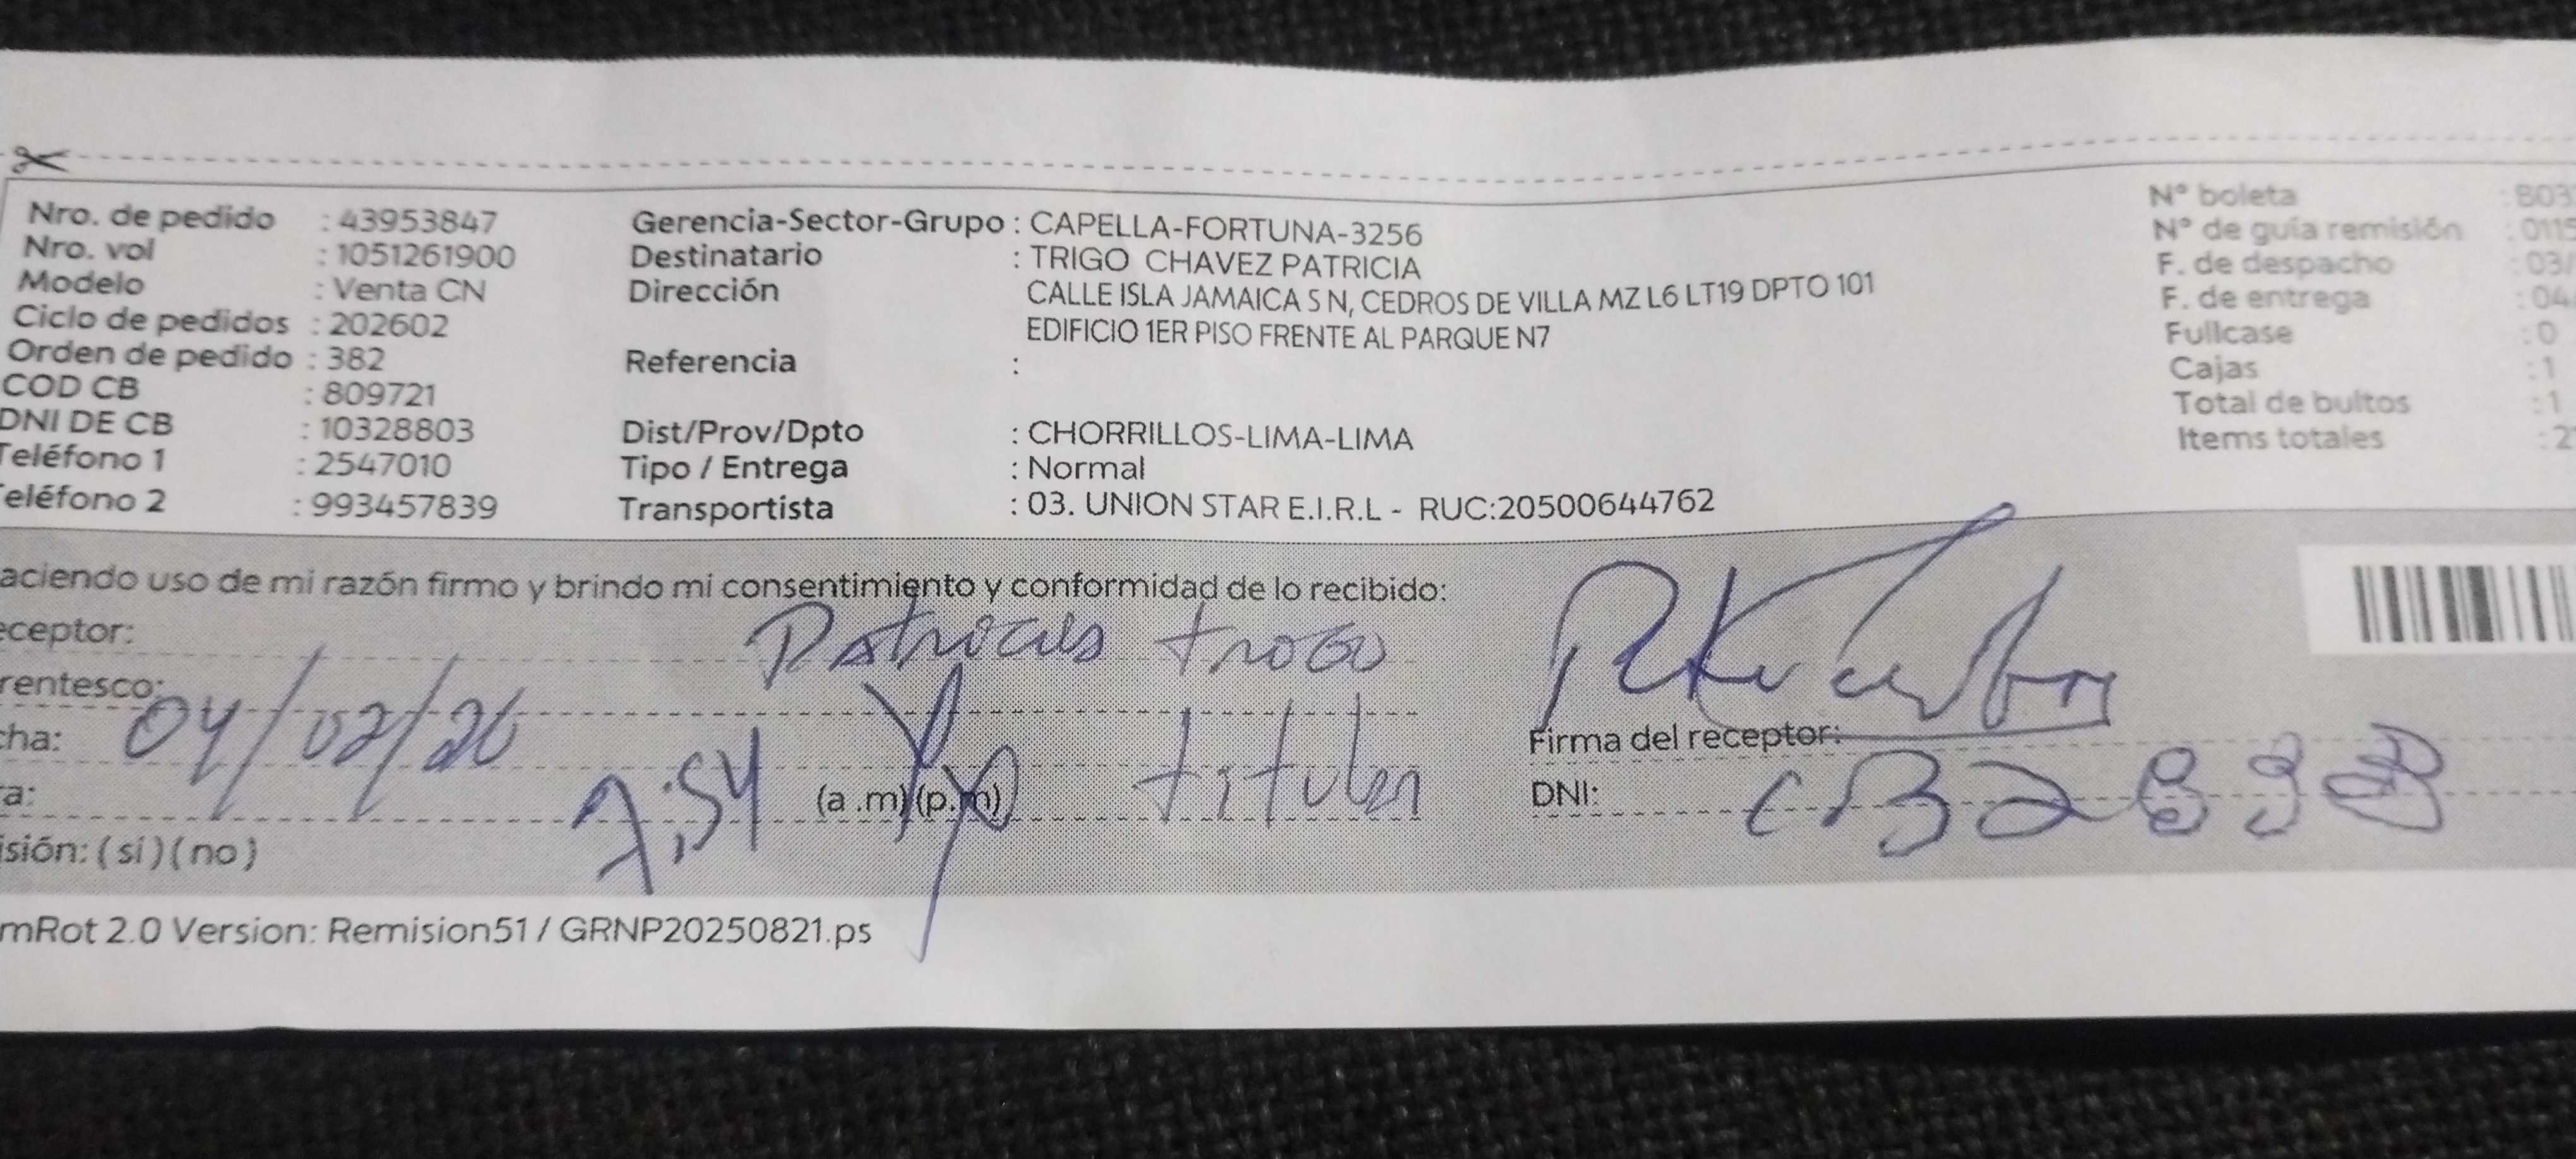 Nro. de pedido : 43953847
Nro. vol : 1051261900
Modelo : Venta CN
Ciclo de pedidos : 202602
Orden de pedido : 382
COD CB : 809721
DNI DE CB : 10328803
Teléfono 1 : 2547010
eléfono 2 : 993457839
Gerencia-Sector-Grupo : CAPELLA-FORTUNA-3256
Destinatario : TRIGO CHAVEZ PATRICIA
Dirección CALLE ISLA JAMAICA S N, CEDROS DE VILLA MZ L6 LT19 DPTO 101
EDIFICIO 1ER PISO FRENTE AL PARQUE N7
Referencia :
Dist/Prov/Dpto : CHORRILLOS-LIMA-LIMA
Tipo / Entrega : Normal
Transportista : 03. UNION STAR E.I.R.L - RUC:20500644762
N° boleta : 803
N° de guía remisión : 0115
F. de despacho : 03/
F. de entrega : 04
Fullcase : 0
Cajas : 1
Total de bultos : 1
Items totales : 2
aciendo uso de mi razón firmo y brindo mi consentimiento y conformidad de lo recibido:
eceptor: Patricia Trigo
rentesco: titular
cha: 04/02/26
a: 7:54 (a .m) (p.m)
isión: ( sí ) ( no )
Firma del receptor:
DNI:
mRot 2.0 Version: Remision51 / GRNP20250821.ps